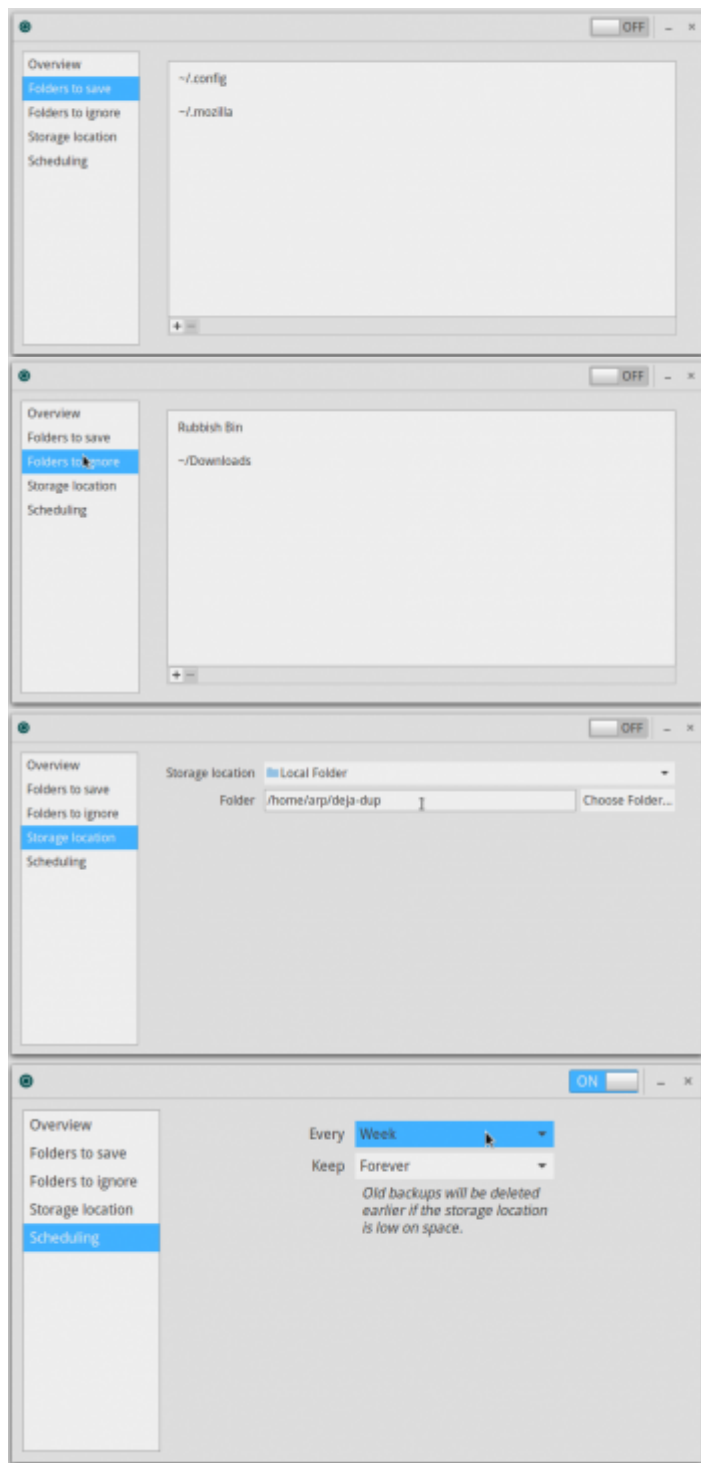 OFF
Overview
Folders to save
Folders to ignore
Storage location
Scheduling
~/.config
~/.mozilla
OFF
Overview
Folders to save
Folders to ignore
Storage location
Scheduling
Rubbish Bin
~/Downloads
OFF
Overview
Folders to save
Folders to ignore
Storage location
Scheduling
Storage location Local Folder
Folder /home/arp/deja-dup Choose Folder...
ON
Overview
Folders to save
Folders to ignore
Storage location
Scheduling
Every Week
Keep Forever
Old backups will be deleted
earlier if the storage location
is low on space.